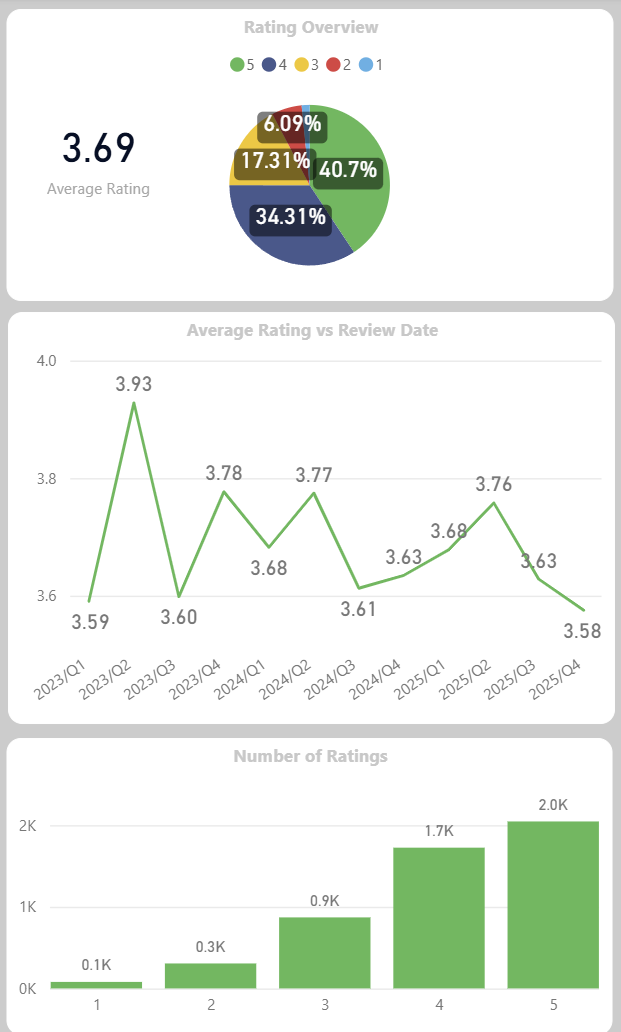 Rating Overview
5 4 3 2 1
3.69
Average Rating
6.09%
17.31%
40.7%
34.31%
Average Rating vs Review Date
4.0
3.8
3.6
3.59
3.93
3.60
3.78
3.68
3.77
3.61
3.63
3.68
3.76
3.63
3.58
2023/Q1
2023/Q2
2023/Q3
2023/Q4
2024/Q1
2024/Q2
2024/Q3
2024/Q4
2025/Q1
2025/Q2
2025/Q3
2025/Q4
Number of Ratings
2K
1K
0K
0.1K
0.3K
0.9K
1.7K
2.0K
1 2 3 4 5